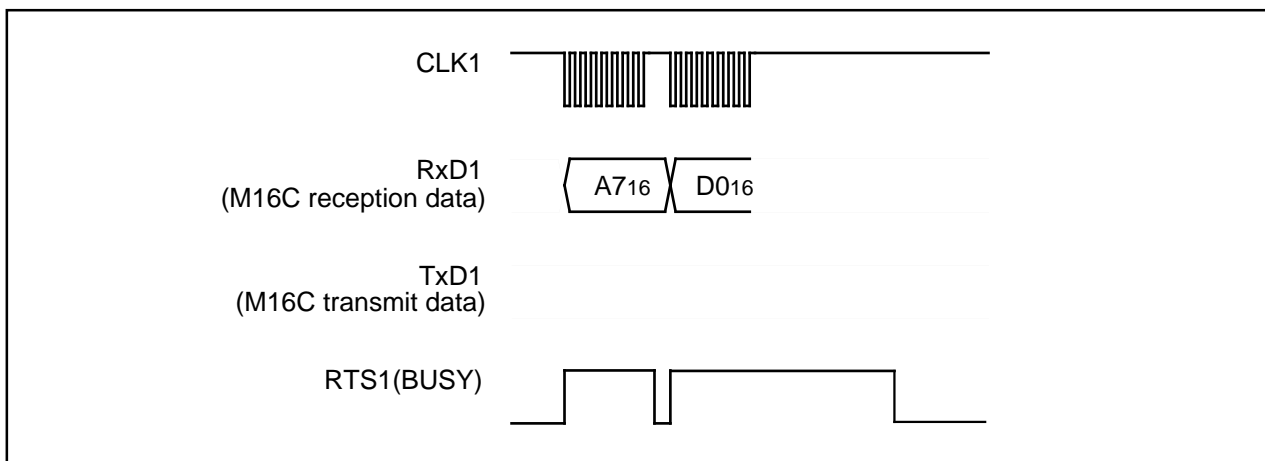 CLK1
RxD1
(M16C reception data)
A716
D016
TxD1
(M16C transmit data)
RTS1(BUSY)